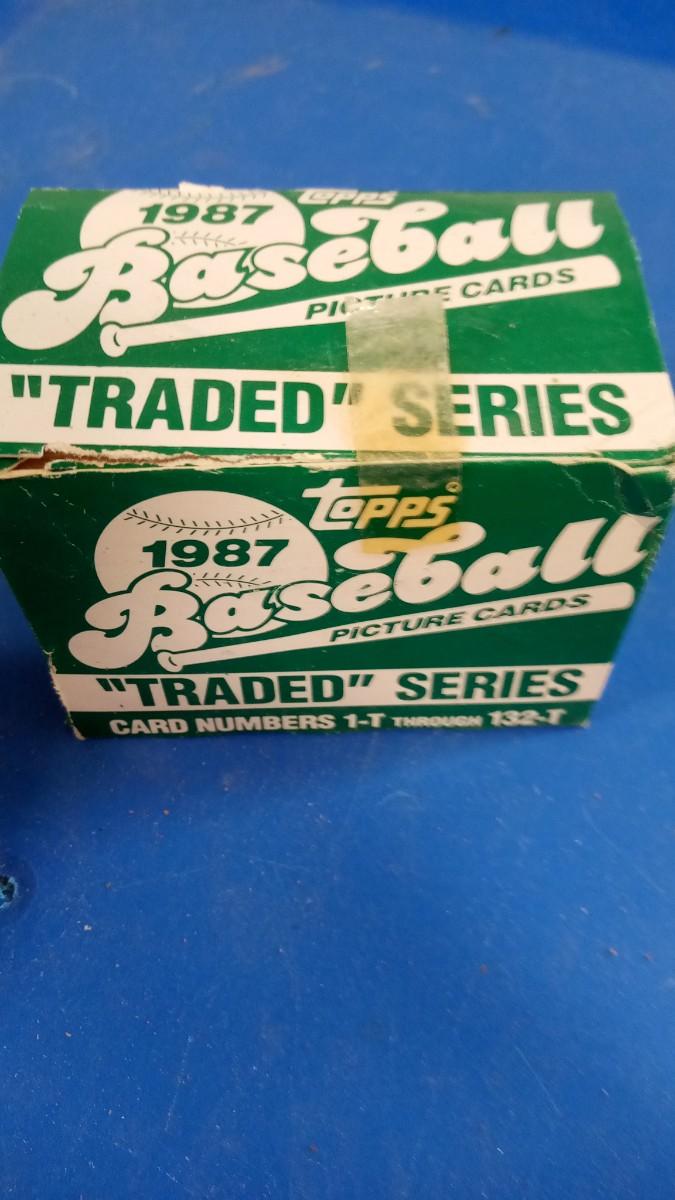 topps
1987
Baseball
PICTURE CARDS
"TRADED" SERIES
topps
1987
Baseball
PICTURE CARDS
"TRADED" SERIES
CARD NUMBERS 1-T THROUGH 132-T